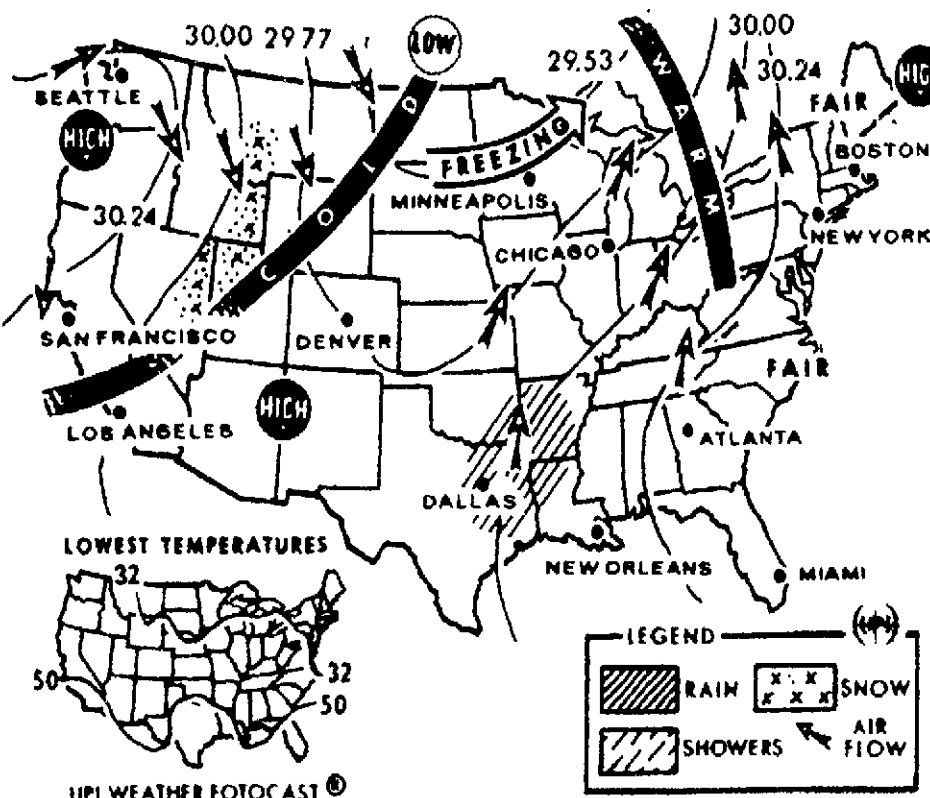 30.00 29.77
LOW
29.53
30.00
30.24
HIGH
SEATTLE
FAIR
HIGH
BOSTON
FREEZING
WARM
COLD
MINNEAPOLIS
30.24
NEW YORK
CHICAGO
SAN FRANCISCO
DENVER
FAIR
HIGH
LOS ANGELES
ATLANTA
DALLAS
NEW ORLEANS
MIAMI
LOWEST TEMPERATURES
32
50
32
50
LEGEND
RAIN
SNOW
SHOWERS
AIR
FLOW
UPI WEATHER FOTOCAST ®